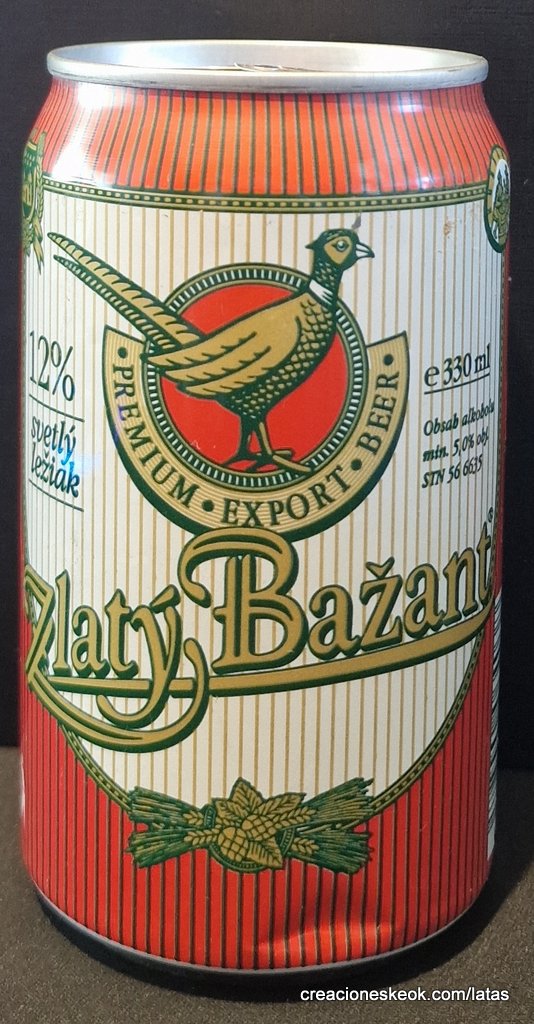 PREMIUM • EXPORT • BEER
12%
svetlý
ležiak
e 330 ml
Obsah alkoholu
min. 5,0% obj.
STN 56 6635
Zlatý Bažant®
creacioneskeok.com/latas